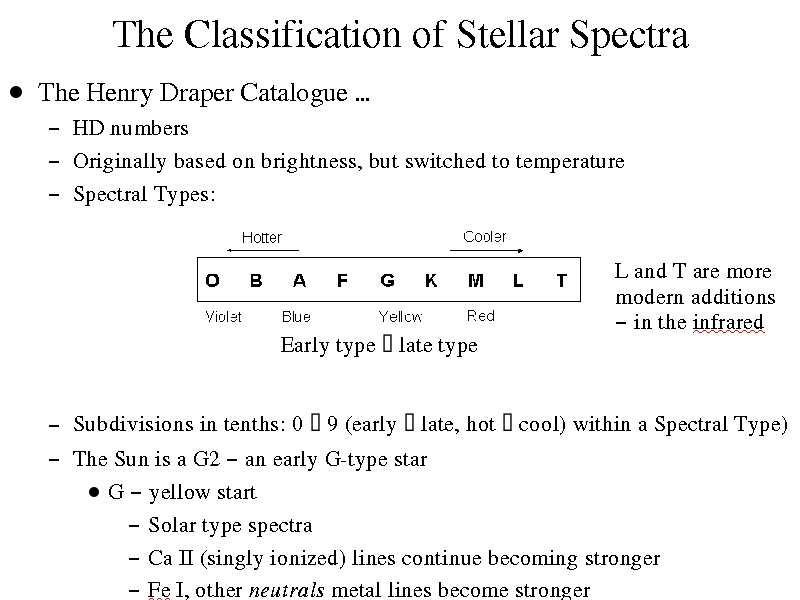 The Classification of Stellar Spectra
● The Henry Draper Catalogue ...
– HD numbers
– Originally based on brightness, but switched to temperature
– Spectral Types:
Hotter Cooler
O B A F G K M L T
Violet Blue Yellow Red
L and T are more
modern additions
– in the infrared
Early type ▯ late type
– Subdivisions in tenths: 0 ▯ 9 (early ▯ late, hot ▯ cool) within a Spectral Type)
– The Sun is a G2 – an early G-type star
● G – yellow start
– Solar type spectra
– Ca II (singly ionized) lines continue becoming stronger
– Fe I, other neutrals metal lines become stronger